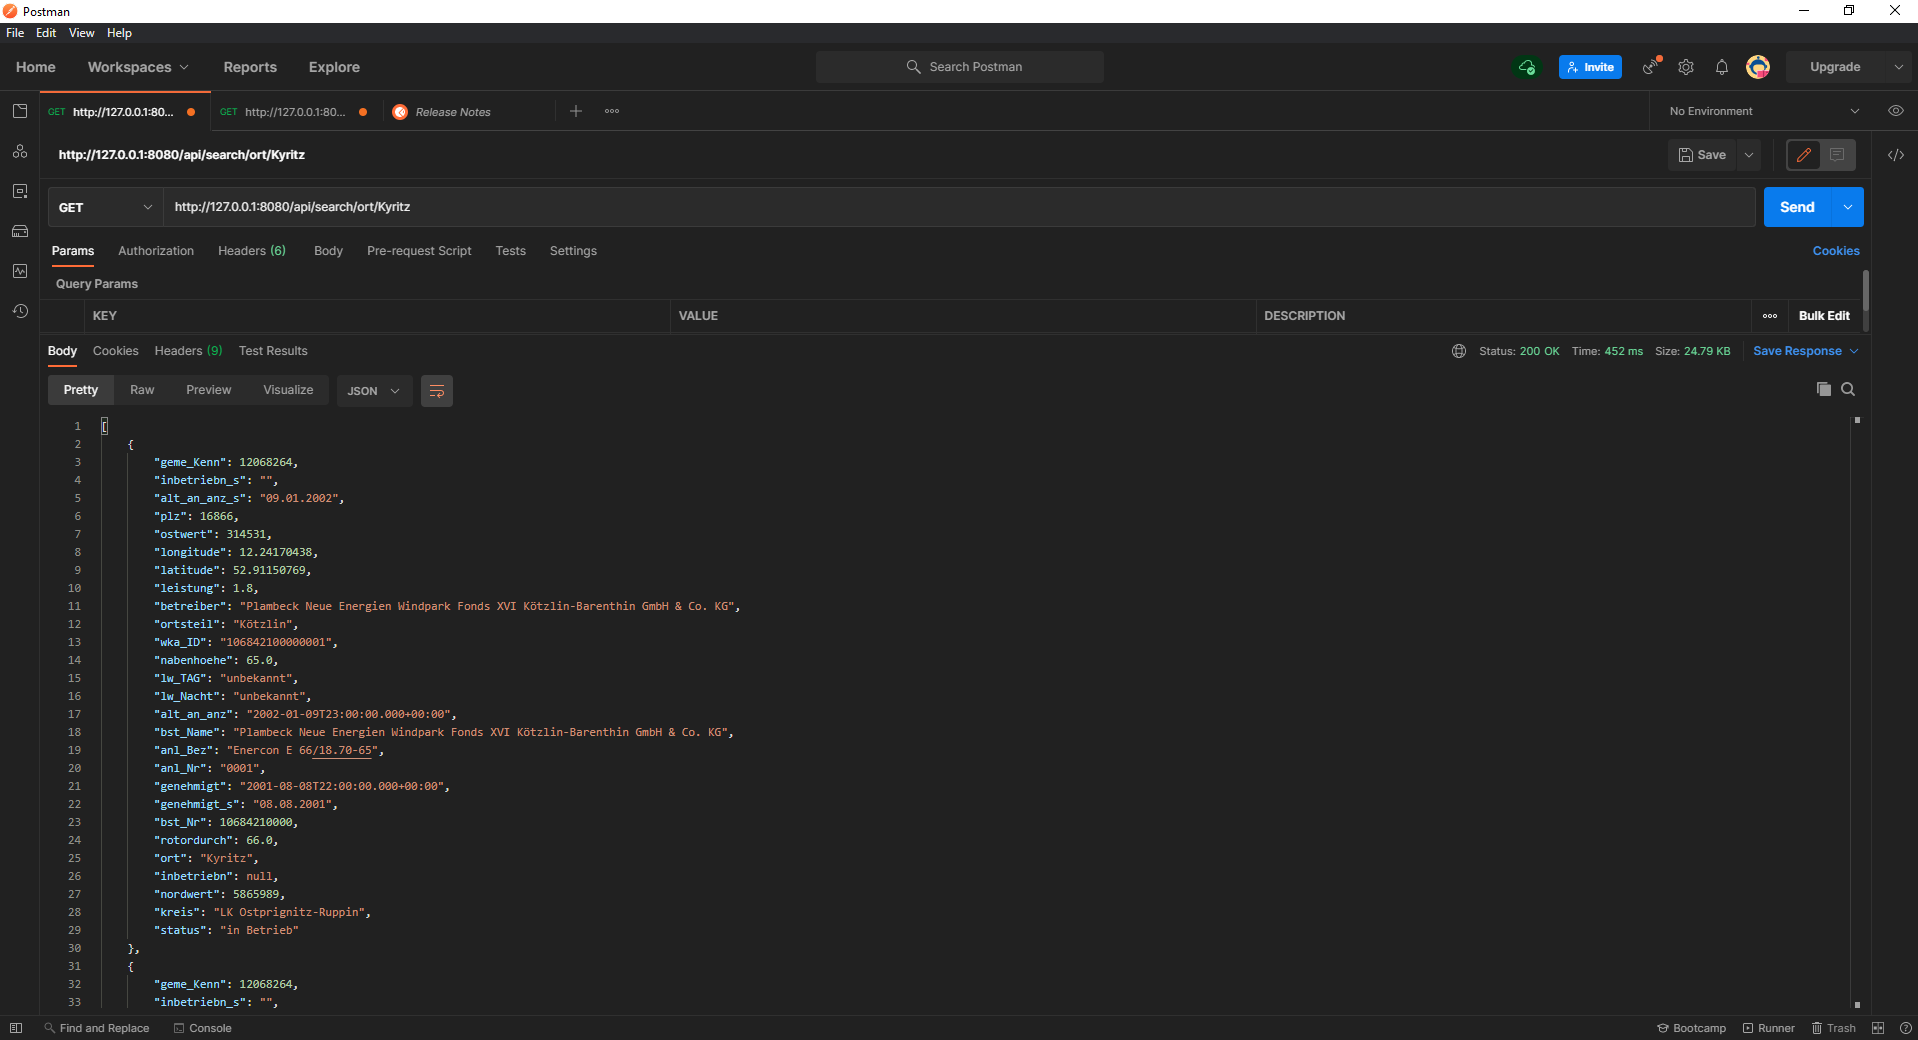 Postman
File Edit View Help
Home Workspaces Reports Explore Search Postman Invite Upgrade
GET http://127.0.0.1:80... GET http://127.0.0.1:80... Release Notes No Environment
http://127.0.0.1:8080/api/search/ort/Kyritz Save
GET http://127.0.0.1:8080/api/search/ort/Kyritz Send
Params Authorization Headers (6) Body Pre-request Script Tests Settings Cookies
Query Params
KEY VALUE DESCRIPTION Bulk Edit
Body Cookies Headers (9) Test Results Status: 200 OK Time: 452 ms Size: 24.79 KB Save Response
Pretty Raw Preview Visualize JSON
1 [
2 {
3 "geme_Kenn": 12068264,
4 "inbetriebn_s": "",
5 "alt_an_anz_s": "09.01.2002",
6 "plz": 16866,
7 "ostwert": 314531,
8 "longitude": 12.24170438,
9 "latitude": 52.91150769,
10 "leistung": 1.8,
11 "betreiber": "Plambeck Neue Energien Windpark Fonds XVI Kötzlin-Barenthin GmbH & Co. KG",
12 "ortsteil": "Kötzlin",
13 "wka_ID": "106842100000001",
14 "nabenhoehe": 65.0,
15 "lw_TAG": "unbekannt",
16 "lw_Nacht": "unbekannt",
17 "alt_an_anz": "2002-01-09T23:00:00.000+00:00",
18 "bst_Name": "Plambeck Neue Energien Windpark Fonds XVI Kötzlin-Barenthin GmbH & Co. KG",
19 "anl_Bez": "Enercon E 66/18.70-65",
20 "anl_Nr": "0001",
21 "genehmigt": "2001-08-08T22:00:00.000+00:00",
22 "genehmigt_s": "08.08.2001",
23 "bst_Nr": 10684210000,
24 "rotordurch": 66.0,
25 "ort": "Kyritz",
26 "inbetriebn": null,
27 "nordwert": 5865989,
28 "kreis": "LK Ostprignitz-Ruppin",
29 "status": "in Betrieb"
30 },
31 {
32 "geme_Kenn": 12068264,
33 "inbetriebn_s": "",
Find and Replace Console Bootcamp Runner Trash